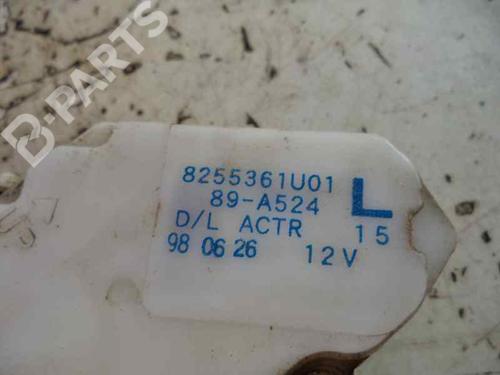 B-PARTS
8255361U01
89-A524
L
D/L ACTR 15
98 06 26 12V